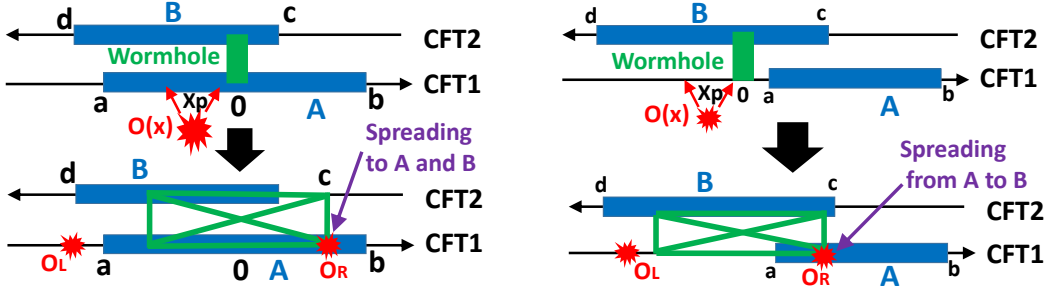 d B c
CFT2
Wormhole
CFT1
a Xp 0 A b
O(x)
Spreading
to A and B
d B c
CFT2
CFT1
OL a 0 A OR b
B
d c
CFT2
Wormhole
CFT1
Xp 0 a A b
O(x)
Spreading
from A to B
d B c
CFT2
CFT1
OL a OR A b